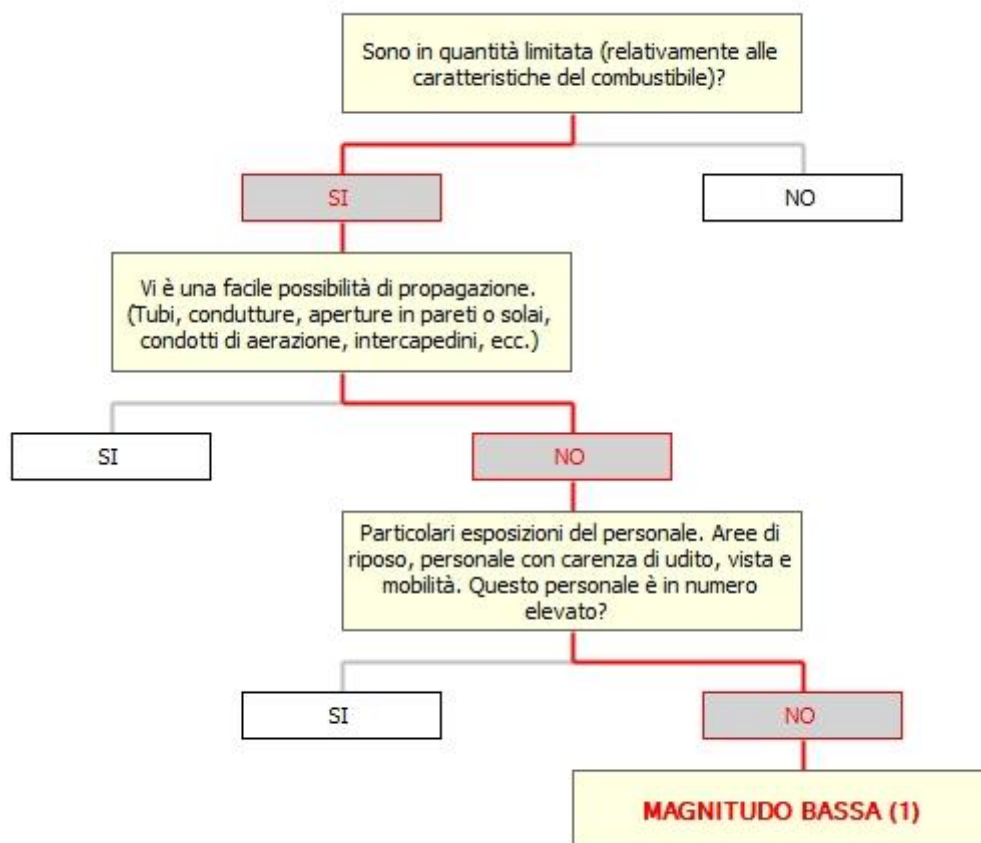 Sono in quantità limitata (relativamente alle
caratteristiche del combustibile)?
SI
NO
Vi è una facile possibilità di propagazione.
(Tubi, condutture, aperture in pareti o solai,
condotti di aerazione, intercapedini, ecc.)
SI
NO
Particolari esposizioni del personale. Aree di
riposo, personale con carenza di udito, vista e
mobilità. Questo personale è in numero
elevato?
SI
NO
MAGNITUDO BASSA (1)